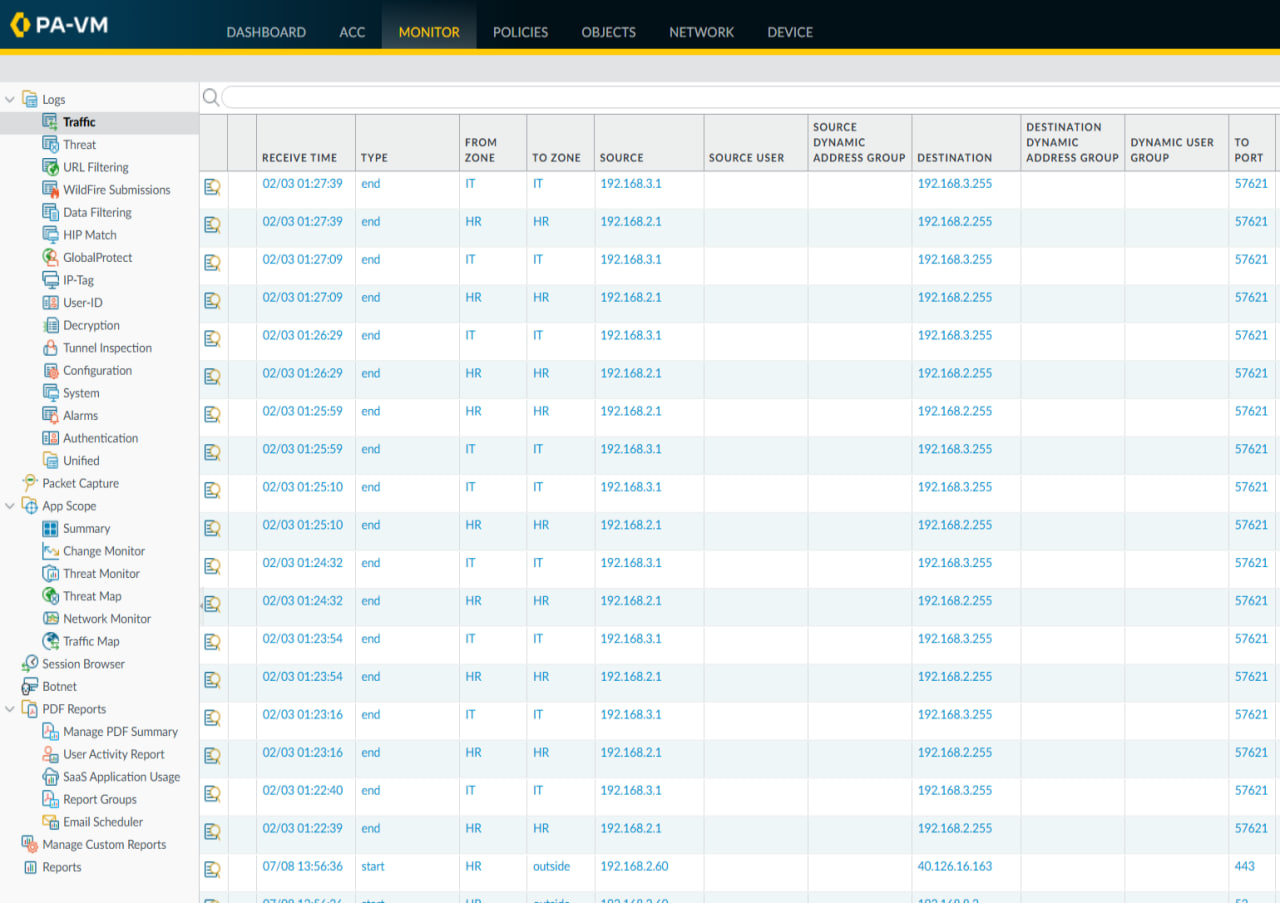 PA-VM
DASHBOARD ACC MONITOR POLICIES OBJECTS NETWORK DEVICE
Logs
Traffic
Threat
URL Filtering
WildFire Submissions
Data Filtering
HIP Match
GlobalProtect
IP-Tag
User-ID
Decryption
Tunnel Inspection
Configuration
System
Alarms
Authentication
Unified
Packet Capture
App Scope
Summary
Change Monitor
Threat Monitor
Threat Map
Network Monitor
Traffic Map
Session Browser
Botnet
PDF Reports
Manage PDF Summary
User Activity Report
SaaS Application Usage
Report Groups
Email Scheduler
Manage Custom Reports
Reports
RECEIVE TIME TYPE FROM ZONE TO ZONE SOURCE SOURCE USER SOURCE DYNAMIC ADDRESS GROUP DESTINATION DESTINATION DYNAMIC ADDRESS GROUP DYNAMIC USER GROUP TO PORT
02/03 01:27:39 end IT IT 192.168.3.1 192.168.3.255 57621
02/03 01:27:39 end HR HR 192.168.2.1 192.168.2.255 57621
02/03 01:27:09 end IT IT 192.168.3.1 192.168.3.255 57621
02/03 01:27:09 end HR HR 192.168.2.1 192.168.2.255 57621
02/03 01:26:29 end IT IT 192.168.3.1 192.168.3.255 57621
02/03 01:26:29 end HR HR 192.168.2.1 192.168.2.255 57621
02/03 01:25:59 end HR HR 192.168.2.1 192.168.2.255 57621
02/03 01:25:59 end IT IT 192.168.3.1 192.168.3.255 57621
02/03 01:25:10 end IT IT 192.168.3.1 192.168.3.255 57621
02/03 01:25:10 end HR HR 192.168.2.1 192.168.2.255 57621
02/03 01:24:32 end IT IT 192.168.3.1 192.168.3.255 57621
02/03 01:24:32 end HR HR 192.168.2.1 192.168.2.255 57621
02/03 01:23:54 end IT IT 192.168.3.1 192.168.3.255 57621
02/03 01:23:54 end HR HR 192.168.2.1 192.168.2.255 57621
02/03 01:23:16 end IT IT 192.168.3.1 192.168.3.255 57621
02/03 01:23:16 end HR HR 192.168.2.1 192.168.2.255 57621
02/03 01:22:40 end IT IT 192.168.3.1 192.168.3.255 57621
02/03 01:22:39 end HR HR 192.168.2.1 192.168.2.255 57621
07/08 13:56:36 start HR outside 192.168.2.60 40.126.16.163 443